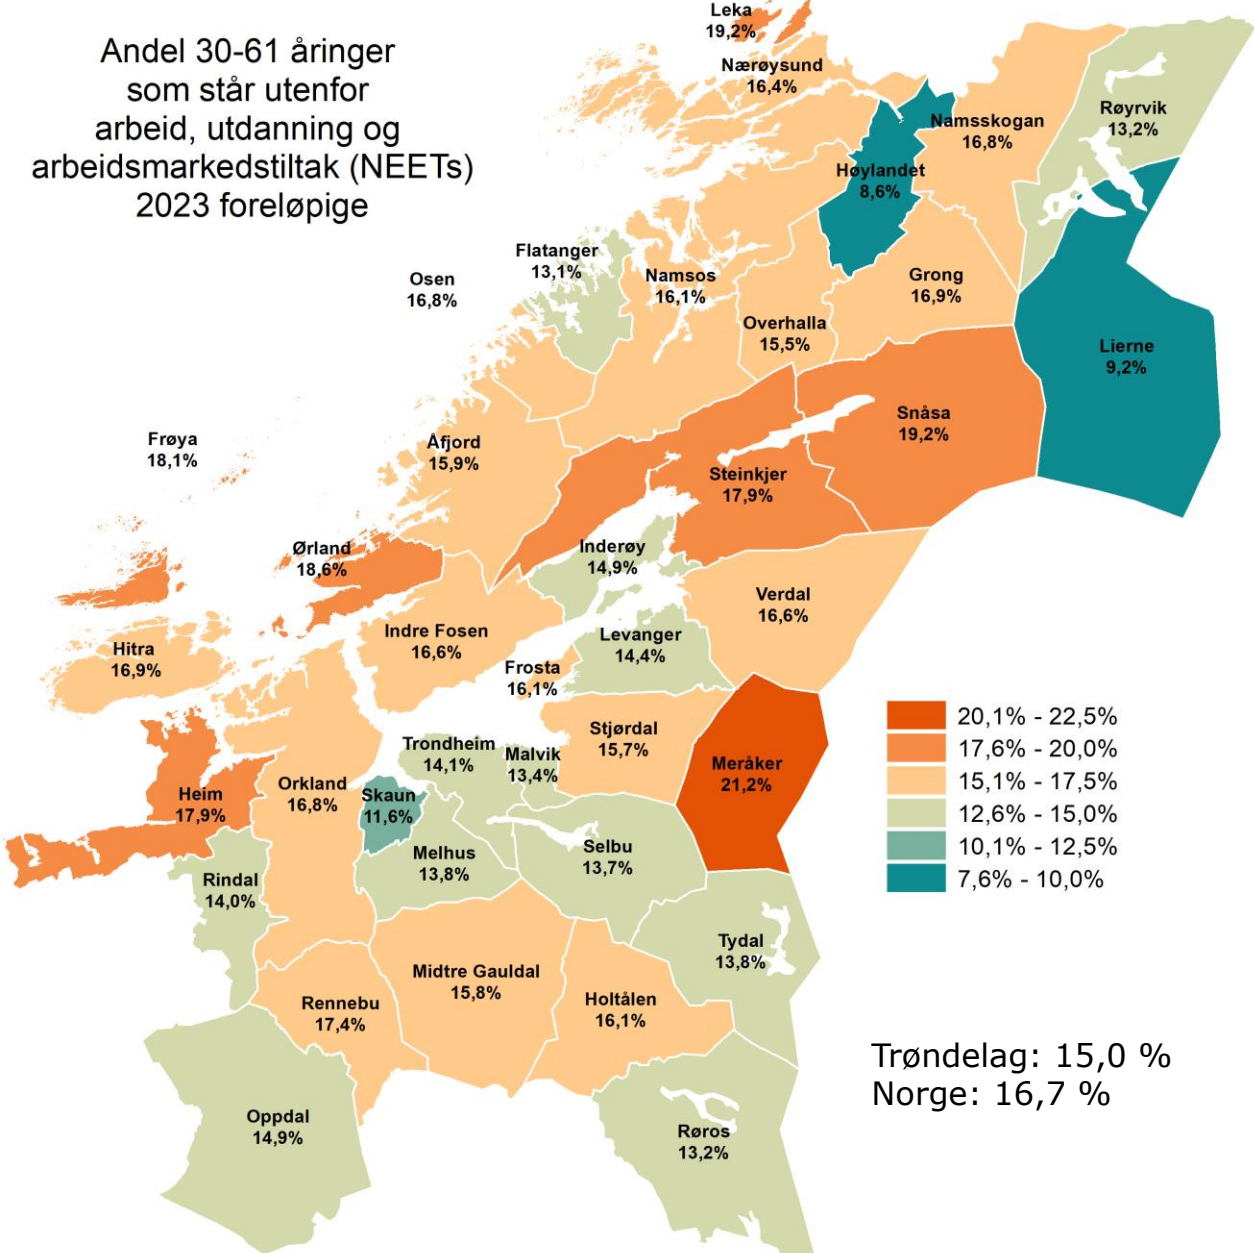 Andel 30-61 åringer
som står utenfor
arbeid, utdanning og
arbeidsmarkedstiltak (NEETs)
2023 foreløpige
Leka
19,2%
Nærøysund
16,4%
Namsskogan
16,8%
Røyrvik
13,2%
Høylandet
8,6%
Flatanger
13,1%
Osen
16,8%
Namsos
16,1%
Grong
16,9%
Overhalla
15,5%
Lierne
9,2%
Snåsa
19,2%
Frøya
18,1%
Åfjord
15,9%
Steinkjer
17,9%
Ørland
18,6%
Inderøy
14,9%
Verdal
16,6%
Indre Fosen
16,6%
Levanger
14,4%
Hitra
16,9%
Frosta
16,1%
Stjørdal
15,7%
Trondheim
14,1%
Malvik
13,4%
Meråker
21,2%
Orkland
16,8%
Skaun
11,6%
Heim
17,9%
Melhus
13,8%
Selbu
13,7%
Rindal
14,0%
Tydal
13,8%
Midtre Gauldal
15,8%
Rennebu
17,4%
Holtålen
16,1%
Oppdal
14,9%
Røros
13,2%
20,1% - 22,5%
17,6% - 20,0%
15,1% - 17,5%
12,6% - 15,0%
10,1% - 12,5%
7,6% - 10,0%
Trøndelag: 15,0 %
Norge: 16,7 %